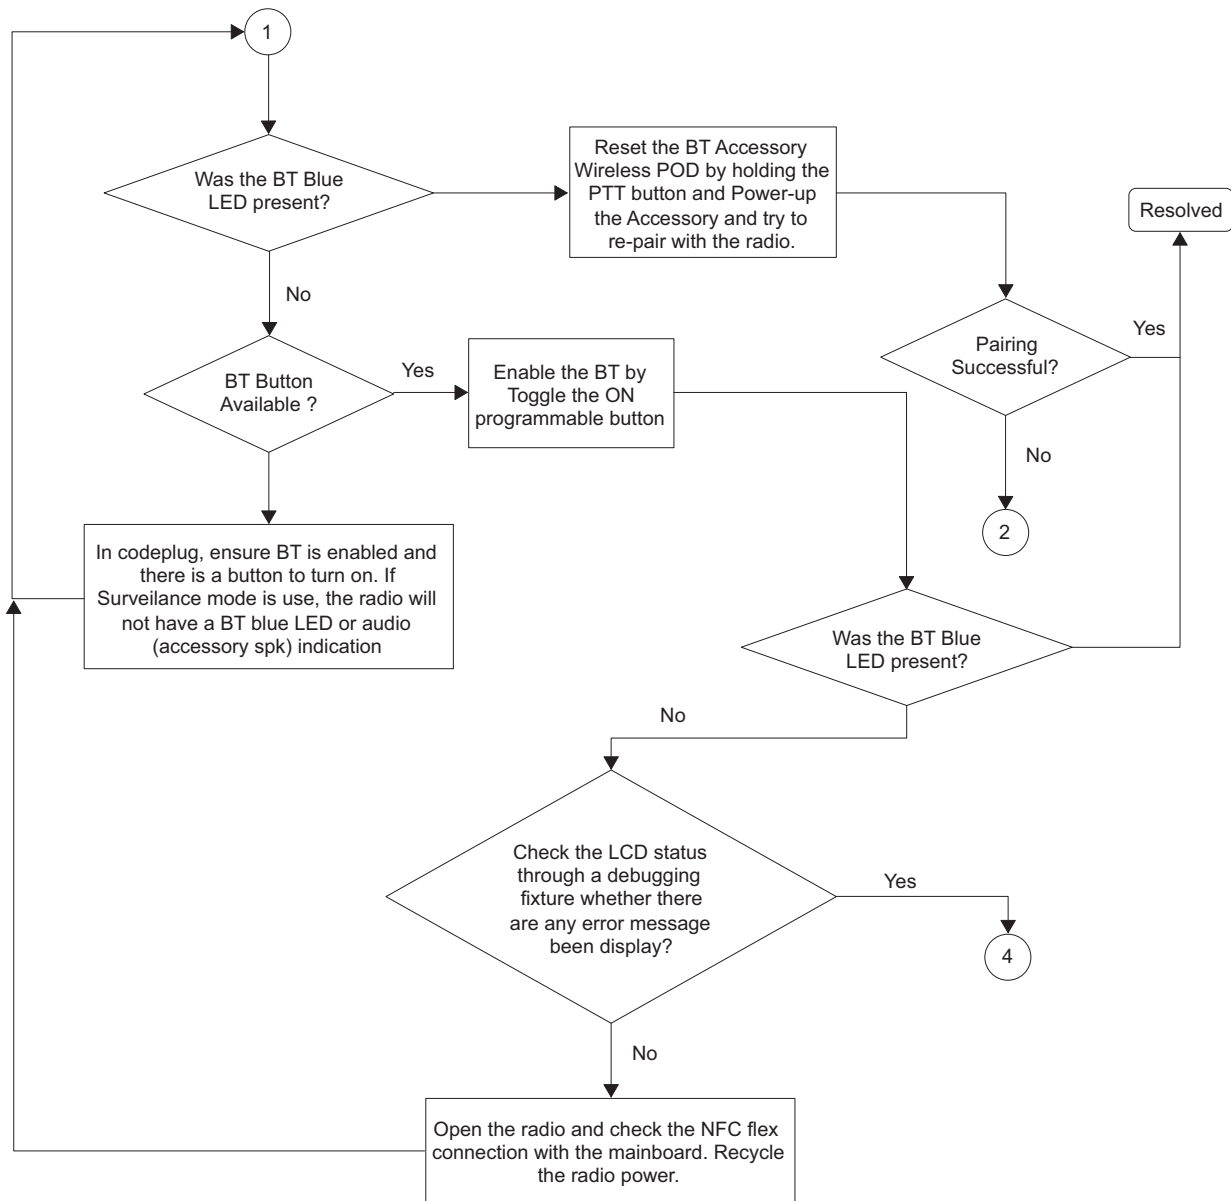 1
Was the BT Blue
LED present?
Reset the BT Accessory
Wireless POD by holding the
PTT button and Power-up
the Accessory and try to
re-pair with the radio.
Resolved
No
Pairing
Successful?
Yes
BT Button
Available ?
Yes
Enable the BT by
Toggle the ON
programmable button
No
2
In codeplug, ensure BT is enabled and
there is a button to turn on. If
Surveilance mode is use, the radio will
not have a BT blue LED or audio
(accessory spk) indication
Was the BT Blue
LED present?
No
Check the LCD status
through a debugging
fixture whether there
are any error message
been display?
Yes
4
No
Open the radio and check the NFC flex
connection with the mainboard. Recycle
the radio power.